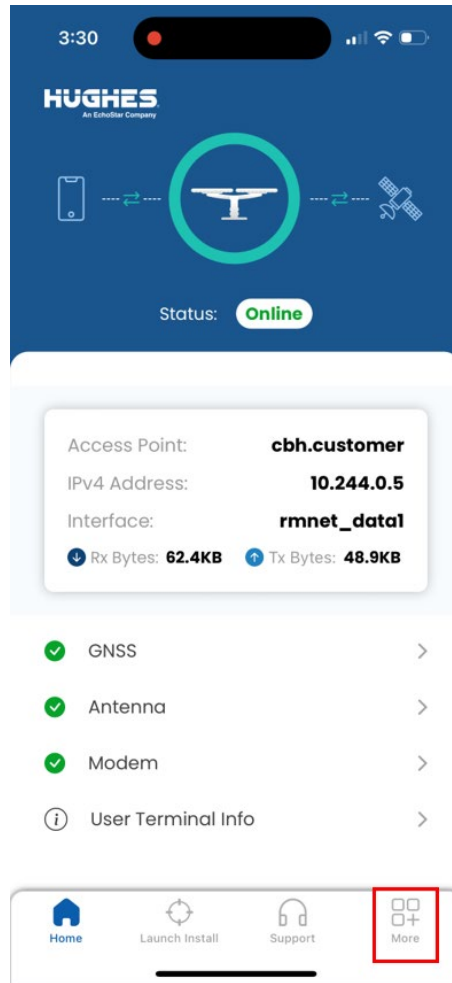 3:30
HUGHES.
An EchoStar Company
Status: Online
Access Point: cbh.customer
IPv4 Address: 10.244.0.5
Interface: rmnet_data1
Rx Bytes: 62.4KB Tx Bytes: 48.9KB
GNSS
Antenna
Modem
User Terminal Info
Home Launch Install Support More